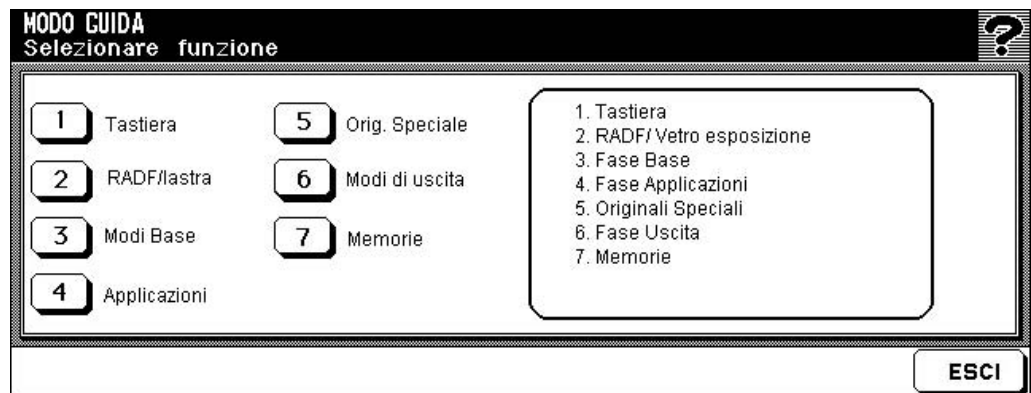 MODO GUIDA
Selezionare funzione
1 Tastiera
2 RADF/lastra
3 Modi Base
4 Applicazioni
5 Orig. Speciale
6 Modi di uscita
7 Memorie
1. Tastiera
2. RADF/ Vetro esposizione
3. Fase Base
4. Fase Applicazioni
5. Originali Speciali
6. Fase Uscita
7. Memorie
ESCI
?